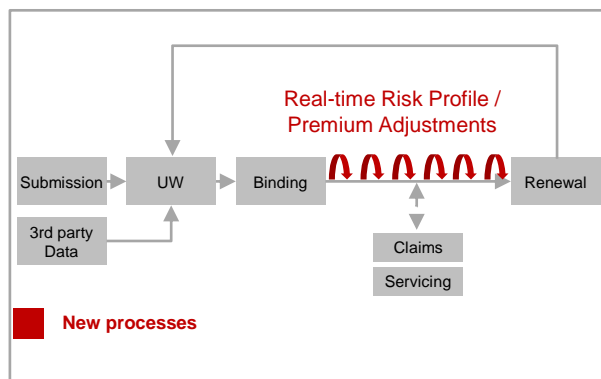 Real-time Risk Profile /
Premium Adjustments
Submission
UW
Binding
Renewal
3rd party
Data
Claims
Servicing
New processes